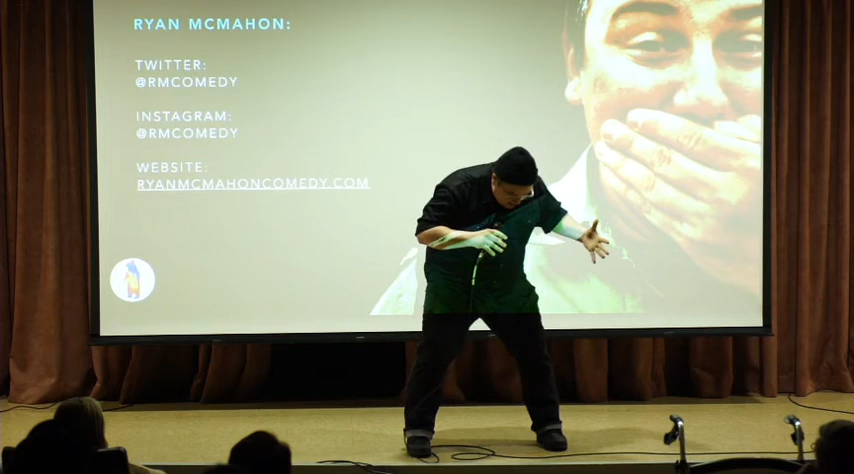 RYAN MCMAHON:
TWITTER:
@RMCOMEDY
INSTAGRAM:
@RMCOMEDY
WEBSITE:
RYANMCMAHONCOMEDY.COM